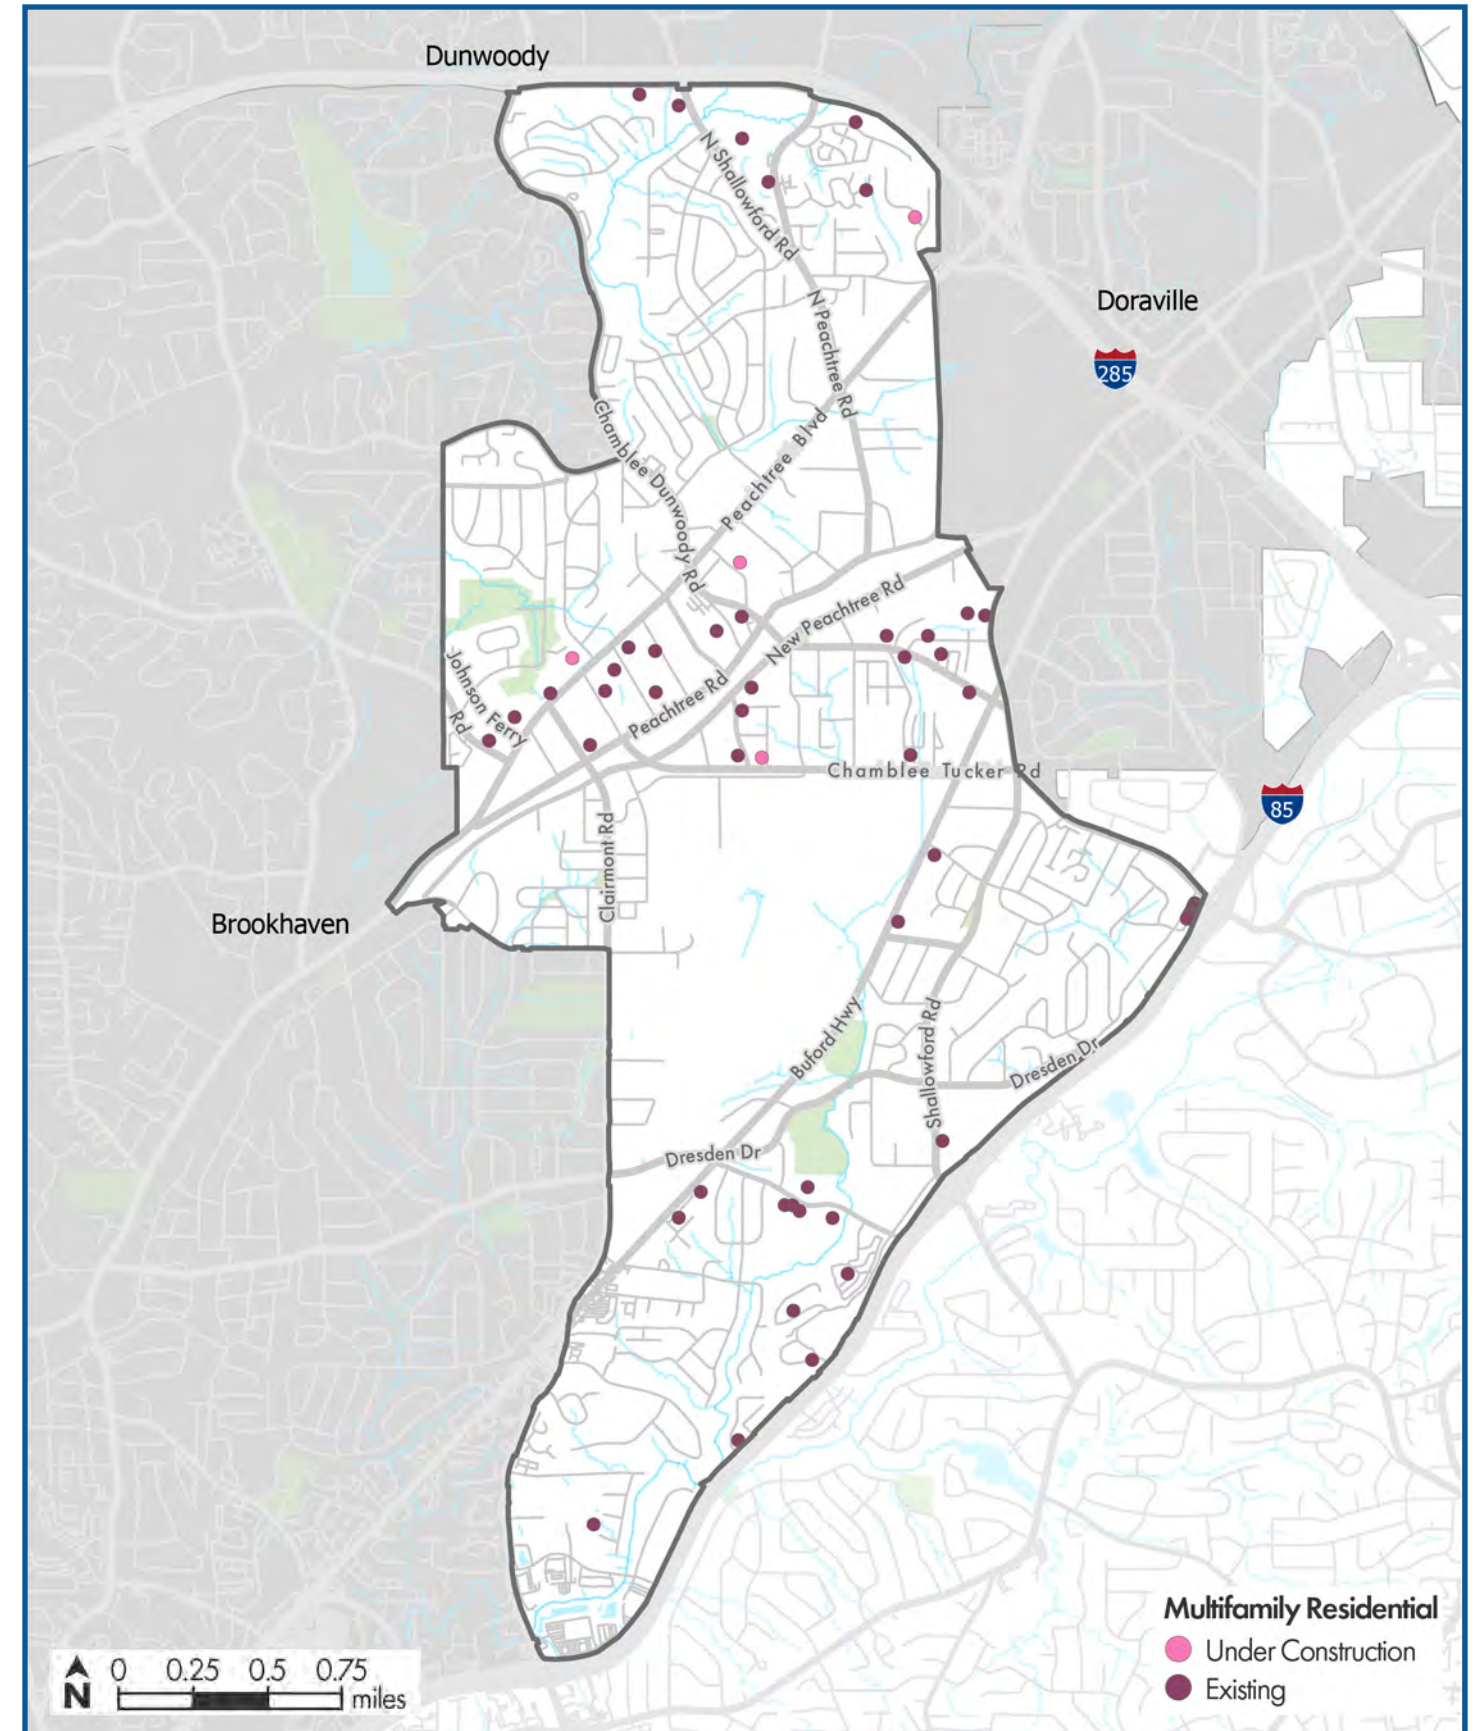 Dunwoody
N Shallowford Rd
Doraville
N Peachtree Rd
285
Chamblee Dunwoody Rd
Peachtree Blvd
New Peachtree Rd
Johnson Ferry
Rd
Peachtree Rd
Chamblee Tucker Rd
85
Clairmont Rd
Brookhaven
Buford Hwy
Shallowford Rd
Dresden Dr
Dresden Dr
Multifamily Residential
Under Construction
Existing
N
0 0.25 0.5 0.75
miles